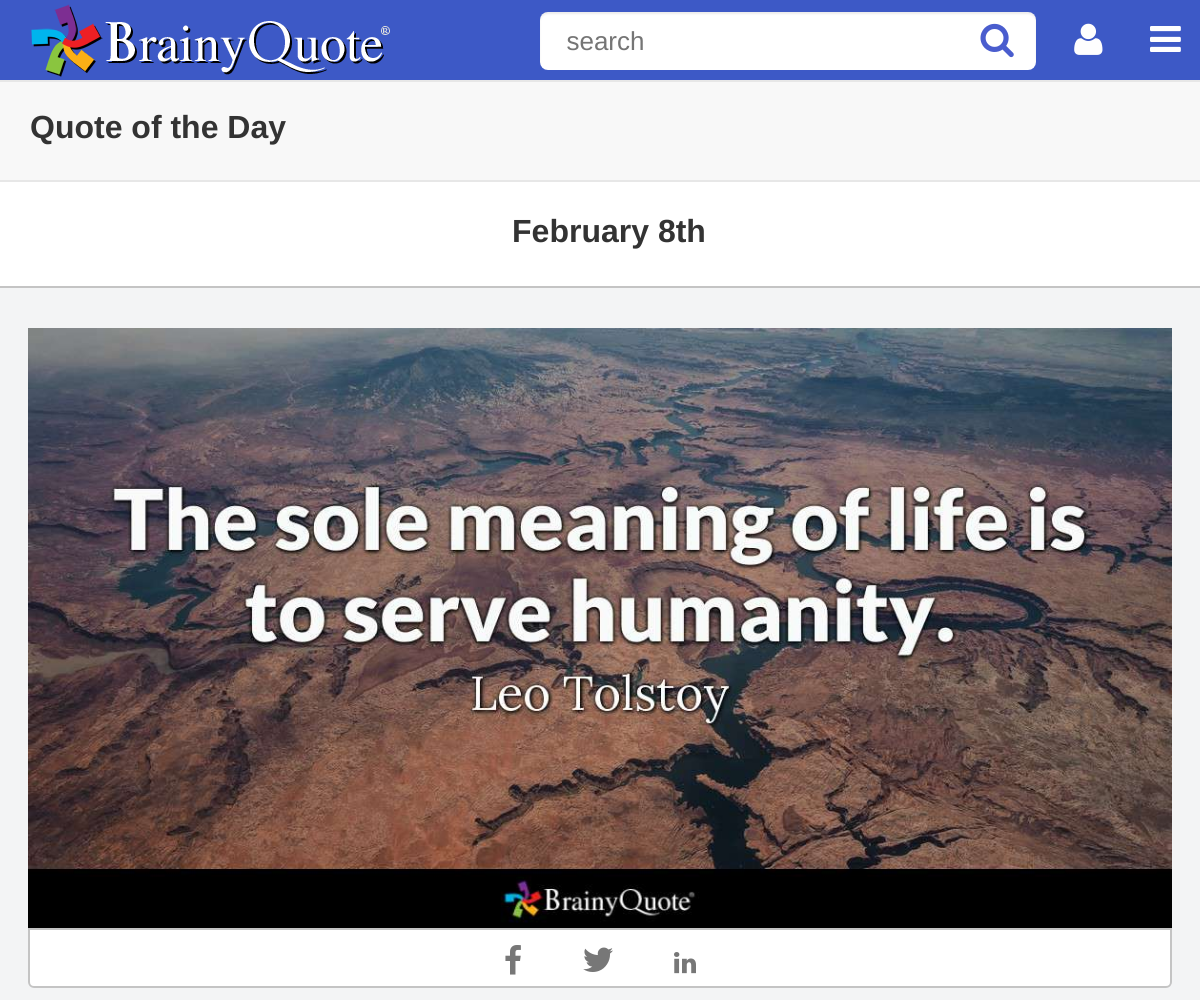 BrainyQuote®
search
Quote of the Day
February 8th
The sole meaning of life is
to serve humanity.
Leo Tolstoy
BrainyQuote®